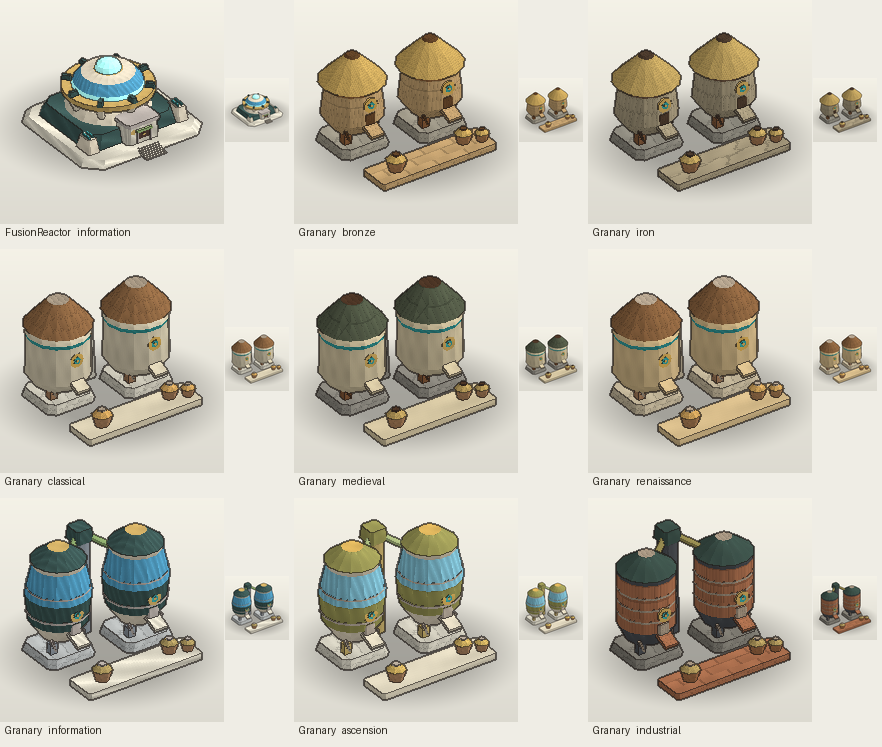 FusionReactor information
Granary bronze
Granary iron
Granary classical
Granary medieval
Granary renaissance
Granary information
Granary ascension
Granary industrial